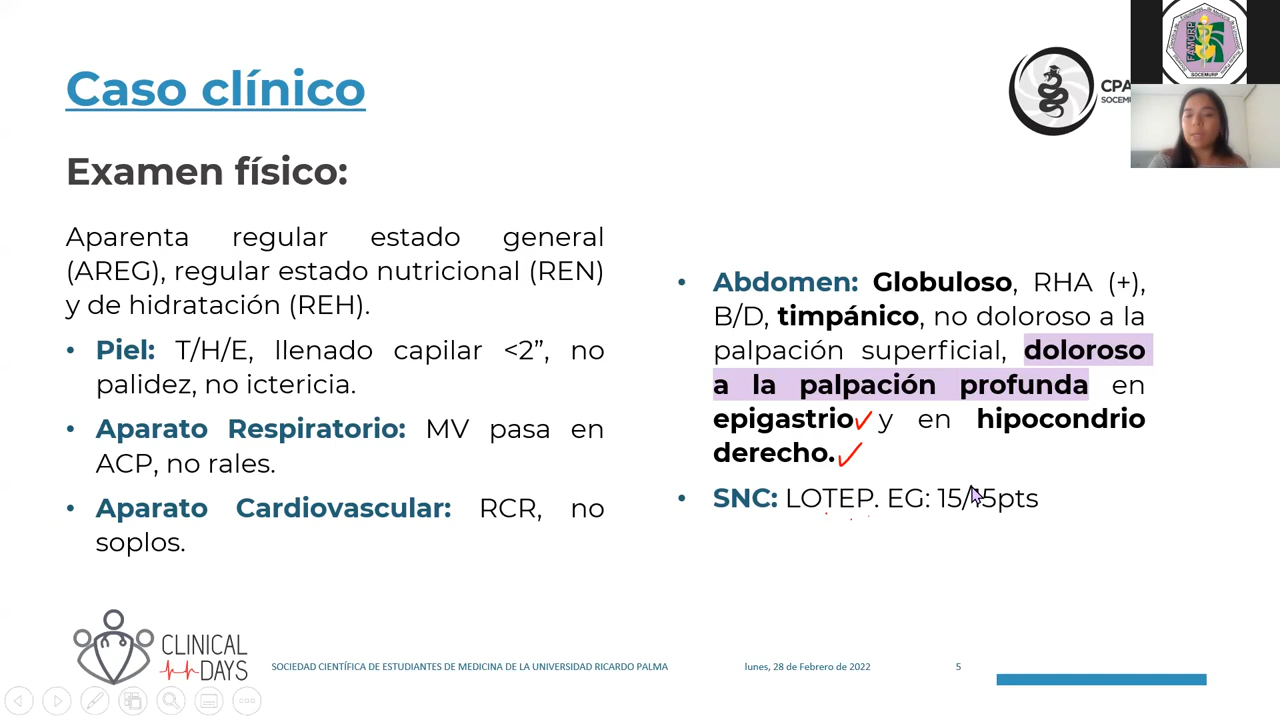 Caso clínico
Examen físico:
Aparenta regular estado general
(AREG), regular estado nutricional (REN)
y de hidratación (REH).
• Piel: T/H/E, llenado capilar <2”, no
palidez, no ictericia.
• Aparato Respiratorio: MV pasa en
ACP, no rales.
• Aparato Cardiovascular: RCR, no
soplos.
• Abdomen: Globuloso, RHA (+),
B/D, timpánico, no doloroso a la
palpación superficial, doloroso
a la palpación profunda en
epigastrio y en hipocondrio
derecho.
• SNC: LOTEP. EG: 15/15pts
CPA
SOCEMU
FAMURP
SOCEMURP
CLINICAL
DAYS
SOCIEDAD CIENTÍFICA DE ESTUDIANTES DE MEDICINA DE LA UNIVERSIDAD RICARDO PALMA
lunes, 28 de Febrero de 2022
5